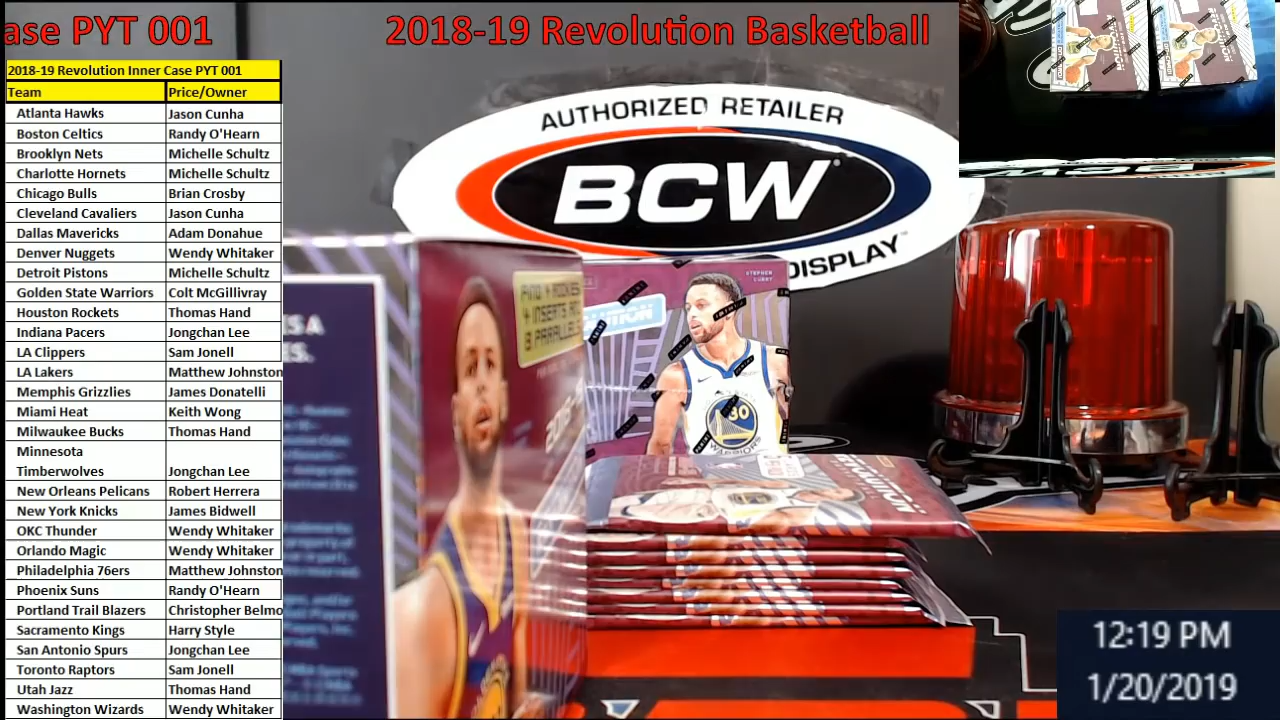 ase PYT 001
2018-19 Revolution Basketball
2018-19 Revolution Inner Case PYT 001
Team Price/Owner
Atlanta Hawks Jason Cunha
Boston Celtics Randy O'Hearn
Brooklyn Nets Michelle Schultz
Charlotte Hornets Michelle Schultz
Chicago Bulls Brian Crosby
Cleveland Cavaliers Jason Cunha
Dallas Mavericks Adam Donahue
Denver Nuggets Wendy Whitaker
Detroit Pistons Michelle Schultz
Golden State Warriors Colt McGillivray
Houston Rockets Thomas Hand
Indiana Pacers Jongchan Lee
LA Clippers Sam Jonell
LA Lakers Matthew Johnston
Memphis Grizzlies James Donatelli
Miami Heat Keith Wong
Milwaukee Bucks Thomas Hand
Minnesota
Timberwolves Jongchan Lee
New Orleans Pelicans Robert Herrera
New York Knicks James Bidwell
OKC Thunder Wendy Whitaker
Orlando Magic Wendy Whitaker
Philadelphia 76ers Matthew Johnston
Phoenix Suns Randy O'Hearn
Portland Trail Blazers Christopher Belmo
Sacramento Kings Harry Style
San Antonio Spurs Jongchan Lee
Toronto Raptors Sam Jonell
Utah Jazz Thomas Hand
Washington Wizards Wendy Whitaker
AUTHORIZED RETAILER
BCW
DISPLAY
STEPHEN
CURRY
30
WARRIORS
12:19 PM
1/20/2019